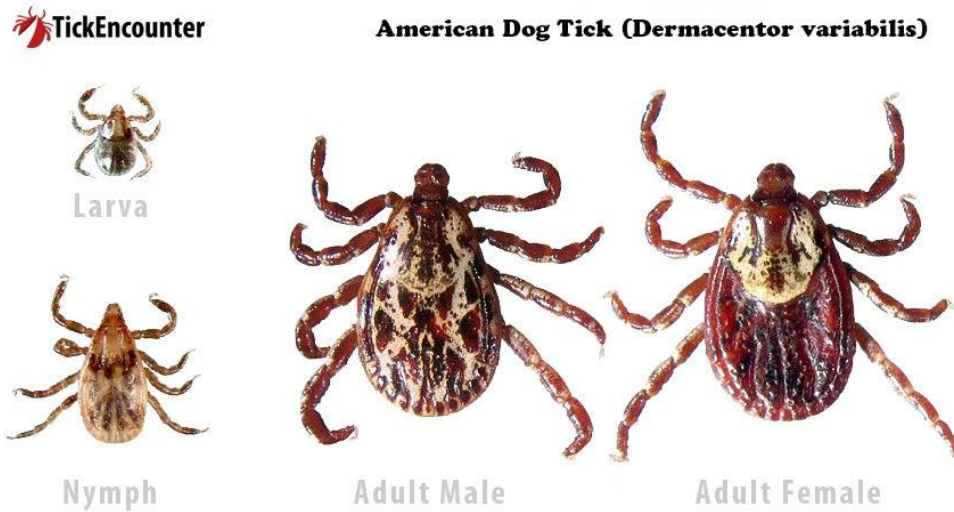 TickEncounter
American Dog Tick (Dermacentor variabilis)
Larva
Nymph
Adult Male
Adult Female